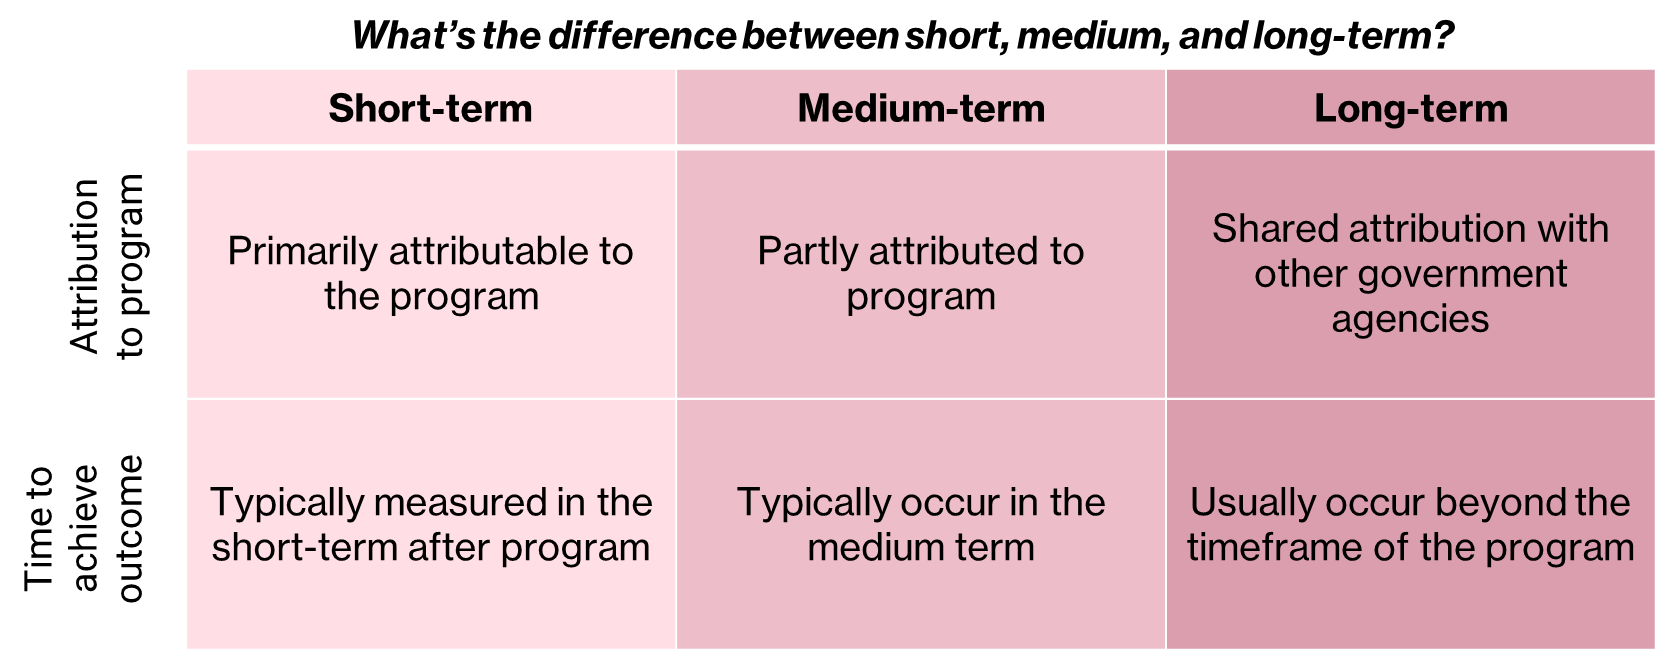 What's the difference between short, medium, and long-term?
Short-term
Medium-term
Long-term
Attribution
to program
Primarily attributable to
the program
Partly attributed to
program
Shared attribution with
other government
agencies
Time to
achieve
outcome
Typically measured in the
short-term after program
Typically occur in the
medium term
Usually occur beyond the
timeframe of the program